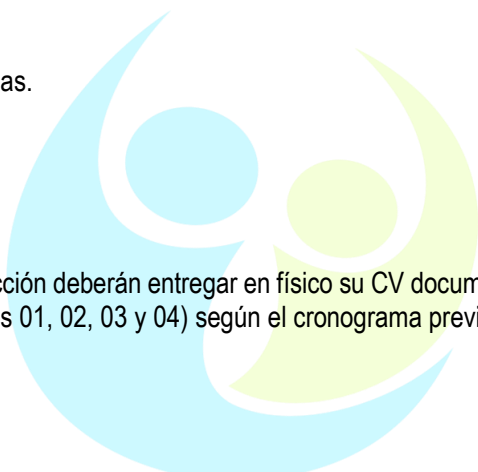 as.
cción deberán entregar en físico su CV docum
s 01, 02, 03 y 04) según el cronograma previ